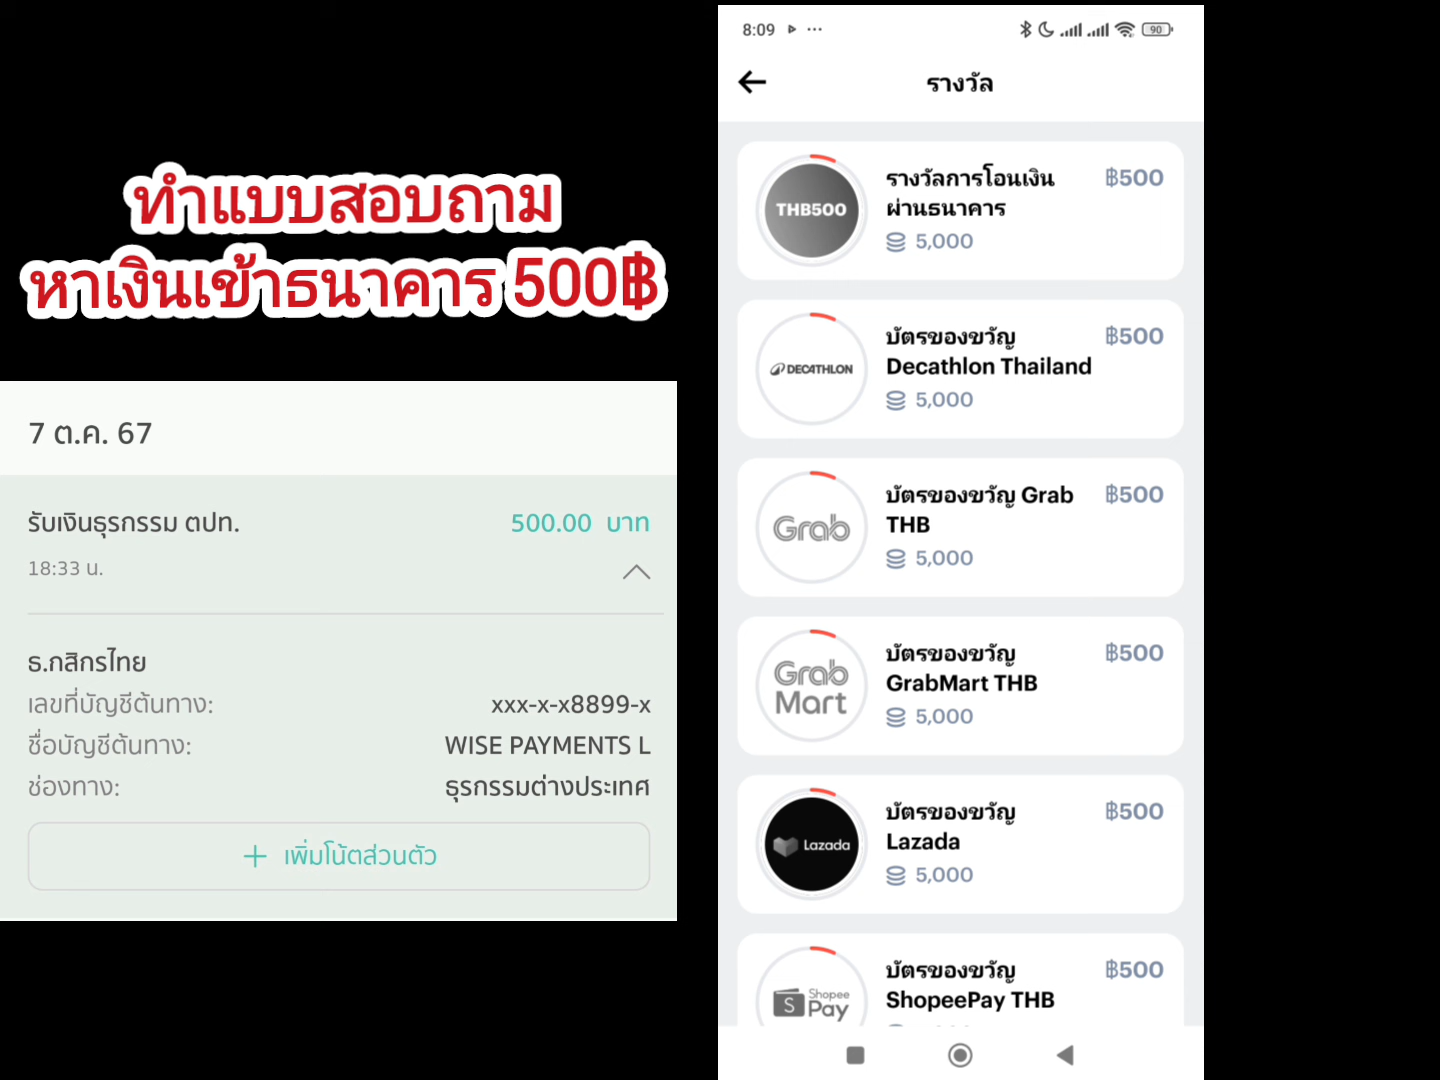 ทำแบบสอบถาม
หาเงินเข้าธนาคาร 500฿
7 ต.ค. 67
รับเงินธุรกรรม ตปท. 500.00 บาท
18:33 น.
ธ.กสิกรไทย
เลขที่บัญชีต้นทาง: xxx-x-x8899-x
ชื่อบัญชีต้นทาง: WISE PAYMENTS L
ช่องทาง: ธุรกรรมต่างประเทศ
+ เพิ่มโน้ตส่วนตัว
8:09 90
รางวัล
THB500
รางวัลการโอนเงิน ฿500
ผ่านธนาคาร
5,000
DECATHLON
บัตรของขวัญ ฿500
Decathlon Thailand
5,000
Grab
บัตรของขวัญ Grab ฿500
THB
5,000
Grab
Mart
บัตรของขวัญ ฿500
GrabMart THB
5,000
Lazada
บัตรของขวัญ ฿500
Lazada
5,000
S Shopee
Pay
บัตรของขวัญ ฿500
ShopeePay THB